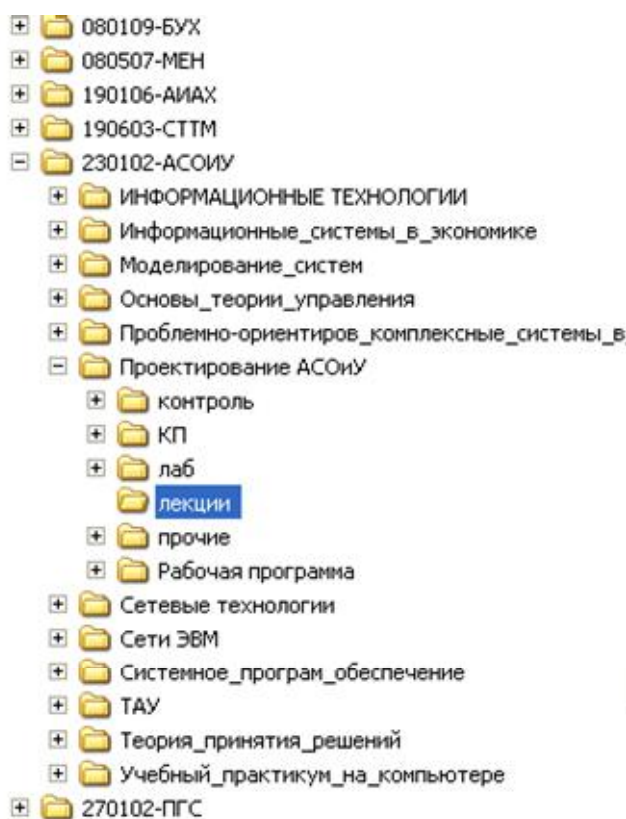 080109-БУХ
080507-МЕН
190106-АИАХ
190603-СТТМ
230102-АСОИУ
ИНФОРМАЦИОННЫЕ ТЕХНОЛОГИИ
Информационные_системы_в_экономике
Моделирование_систем
Основы_теории_управления
Проблемно-ориентиров_комплексные_системы_в
Проектирование АСОиУ
контроль
КП
лаб
лекции
прочие
Рабочая программа
Сетевые технологии
Сети ЭВМ
Системное_програм_обеспечение
ТАУ
Теория_принятия_решений
Учебный_практикум_на_компьютере
270102-ПГС